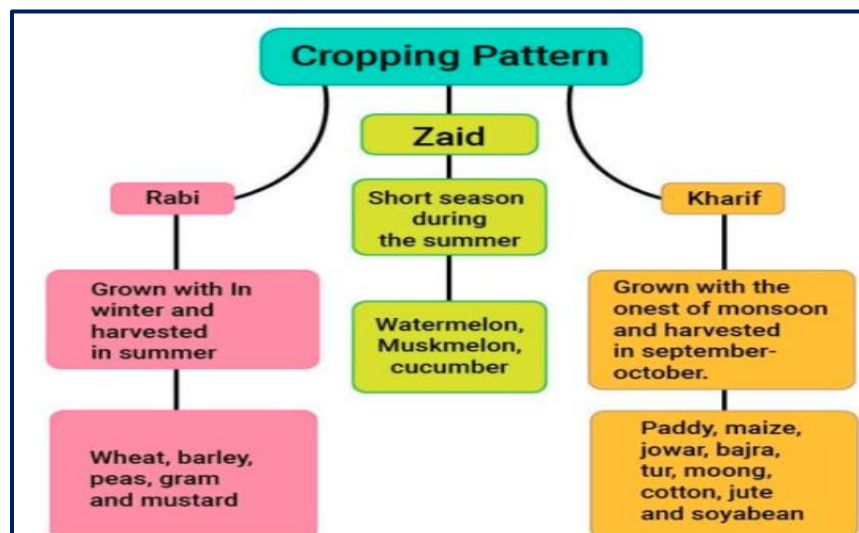 Cropping Pattern
Zaid
Short season
during
the summer
Watermelon,
Muskmelon,
cucumber
Rabi
Grown with In
winter and
harvested
in summer
Wheat, barley,
peas, gram
and mustard
Kharif
Grown with the
onest of monsoon
and harvested
in september-
october.
Paddy, maize,
jowar, bajra,
tur, moong,
cotton, jute
and soyabean